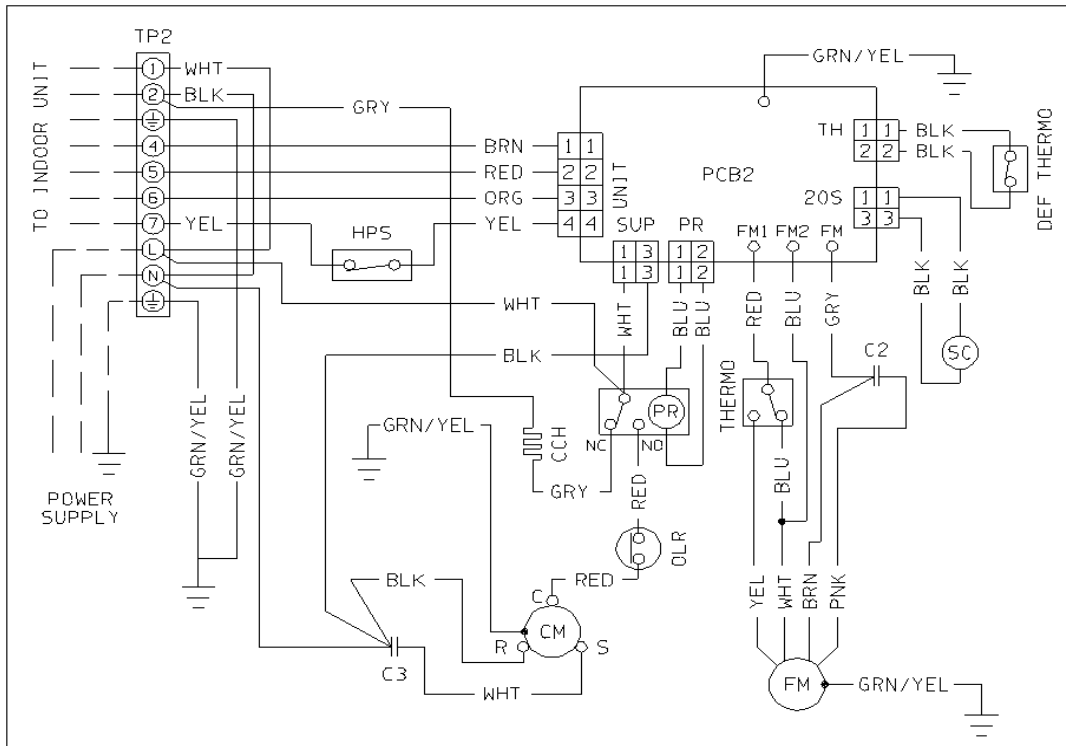 TP2
TO INDOOR UNIT
1 WHT
2 BLK
GRY
4 BRN 1 1
5 RED 2 2
6 ORG 3 3
7 YEL HPS YEL 4 4
UNIT
L
N
GRN/YEL
TH 1 1 BLK
2 2 BLK
DEF THERMO
PCB2
20S 1 1
3 3
SUP PR
1 3 1 2
1 3 1 2
FM1 FM2 FM
WHT
BLK
WHT
BLU
BLU
RED
BLU
GRY
BLK
BLK
SC
C2
THERMO
PR
NC NO
GRN/YEL
CCH
GRY
RED
BLU
GRN/YEL
GRN/YEL
POWER
SUPPLY
OLR
BLK
RED
C
CM
R S
C3
WHT
YEL
WHT
BRN
PNK
FM
GRN/YEL